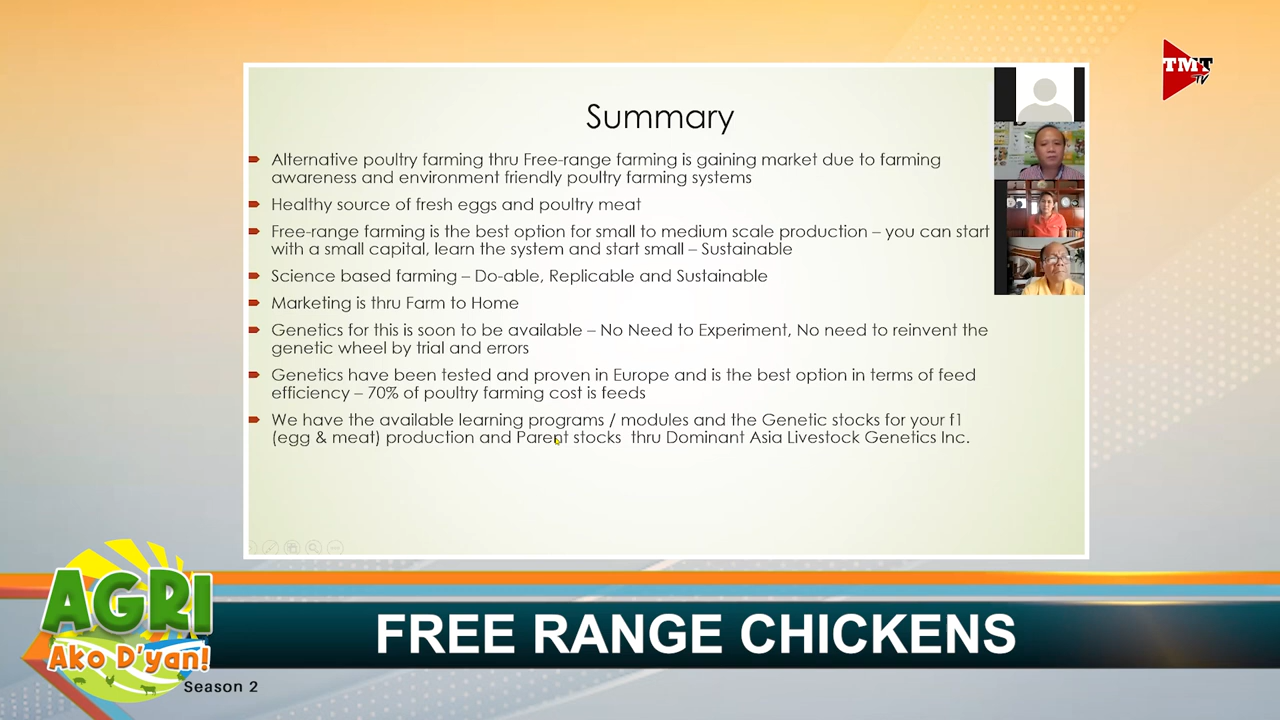 TMT
TV
Summary
Alternative poultry farming thru Free-range farming is gaining market due to farming
awareness and environment friendly poultry farming systems
Healthy source of fresh eggs and poultry meat
Free-range farming is the best option for small to medium scale production – you can start
with a small capital, learn the system and start small – Sustainable
Science based farming – Do-able, Replicable and Sustainable
Marketing is thru Farm to Home
Genetics for this is soon to be available – No Need to Experiment, No need to reinvent the
genetic wheel by trial and errors
Genetics have been tested and proven in Europe and is the best option in terms of feed
efficiency – 70% of poultry farming cost is feeds
We have the available learning programs / modules and the Genetic stocks for your f1
(egg & meat) production and Parent stocks thru Dominant Asia Livestock Genetics Inc.
AGRI
Ako D'yan!
Season 2
FREE RANGE CHICKENS